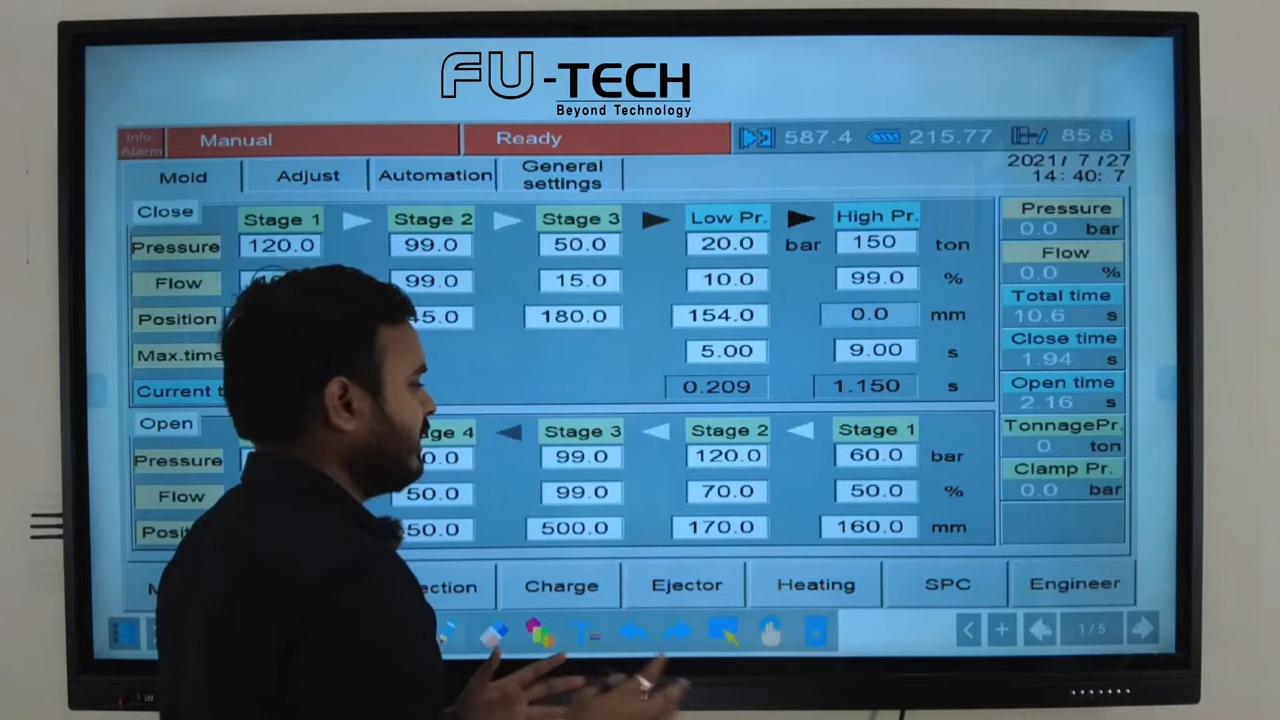 FU-TECH
Beyond Technology
Info.
Alarm
Manual
Ready
587.4
215.77
85.8
2021/ 7 /27
14: 40: 7
Mold
Adjust
Automation
General
settings
Close
Stage 1
Stage 2
Stage 3
Low Pr.
High Pr.
Pressure
120.0
99.0
50.0
20.0
bar
150
ton
Flow
99.0
15.0
10.0
99.0
%
Position
180.0
154.0
0.0
mm
Max.time
5.00
9.00
s
Current
0.209
1.150
s
Open
Stage 3
Stage 2
Stage 1
Pressure
99.0
120.0
60.0
bar
Flow
50.0
99.0
70.0
50.0
%
500.0
170.0
160.0
mm
Pressure
0.0 bar
Flow
0.0 %
Total time
10.6 s
Close time
1.94 s
Open time
2.16 s
TonnagePr.
0 ton
Clamp Pr.
0.0 bar
Charge
Ejector
Heating
SPC
Engineer
1/5